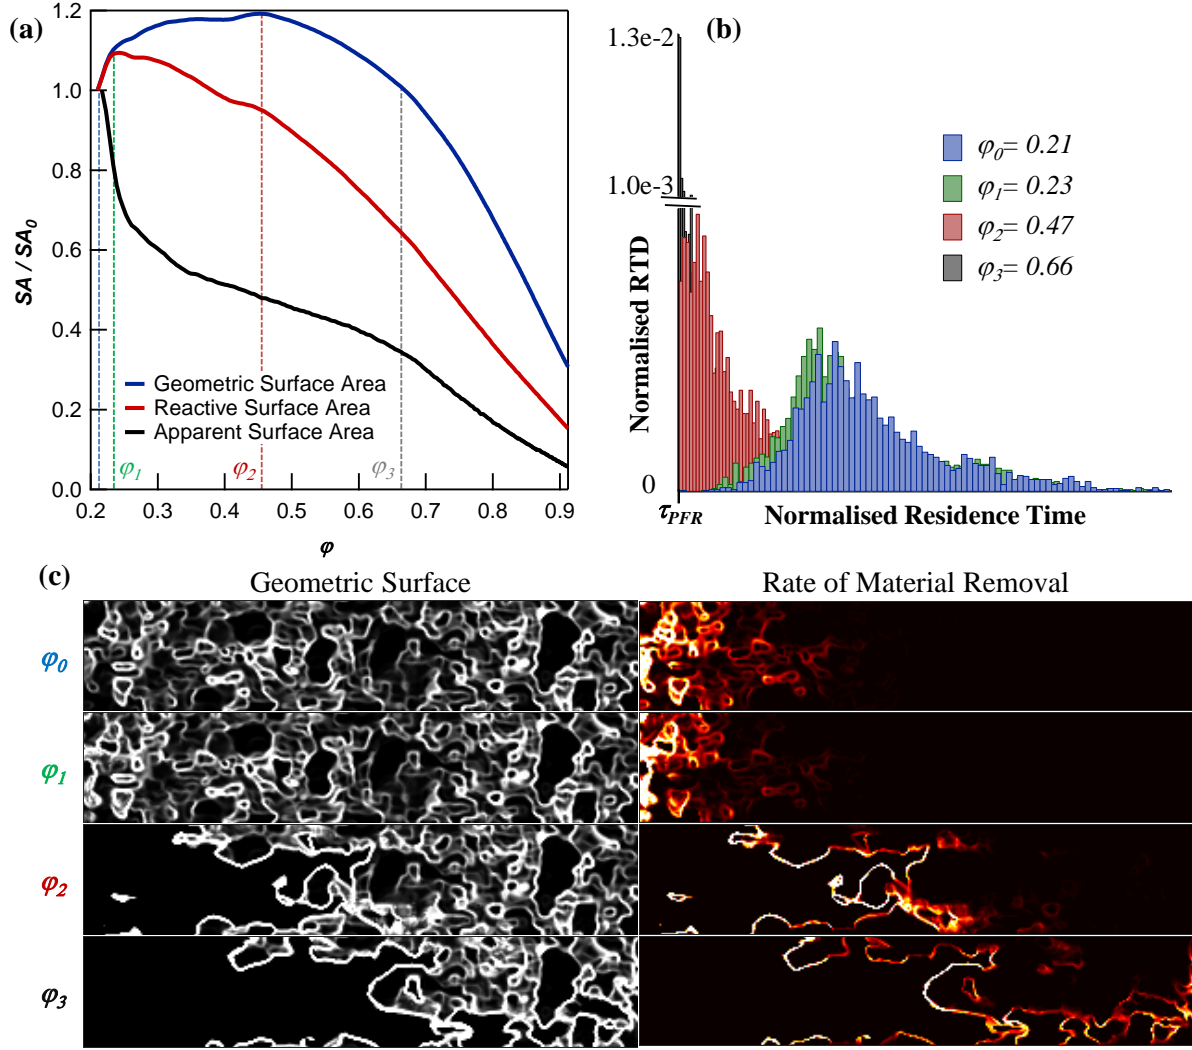 (a)
1.2
1.0
0.8
0.6
0.4
0.2
0.0
SA / SA0
Geometric Surface Area
Reactive Surface Area
Apparent Surface Area
φ1
φ2
φ3
0.2 0.3 0.4 0.5 0.6 0.7 0.8 0.9
φ
(b)
1.3e-2
1.0e-3
0
Normalised RTD
φ0= 0.21
φ1= 0.23
φ2= 0.47
φ3= 0.66
τPFR
Normalised Residence Time
(c)
Geometric Surface
Rate of Material Removal
φ0
φ1
φ2
φ3